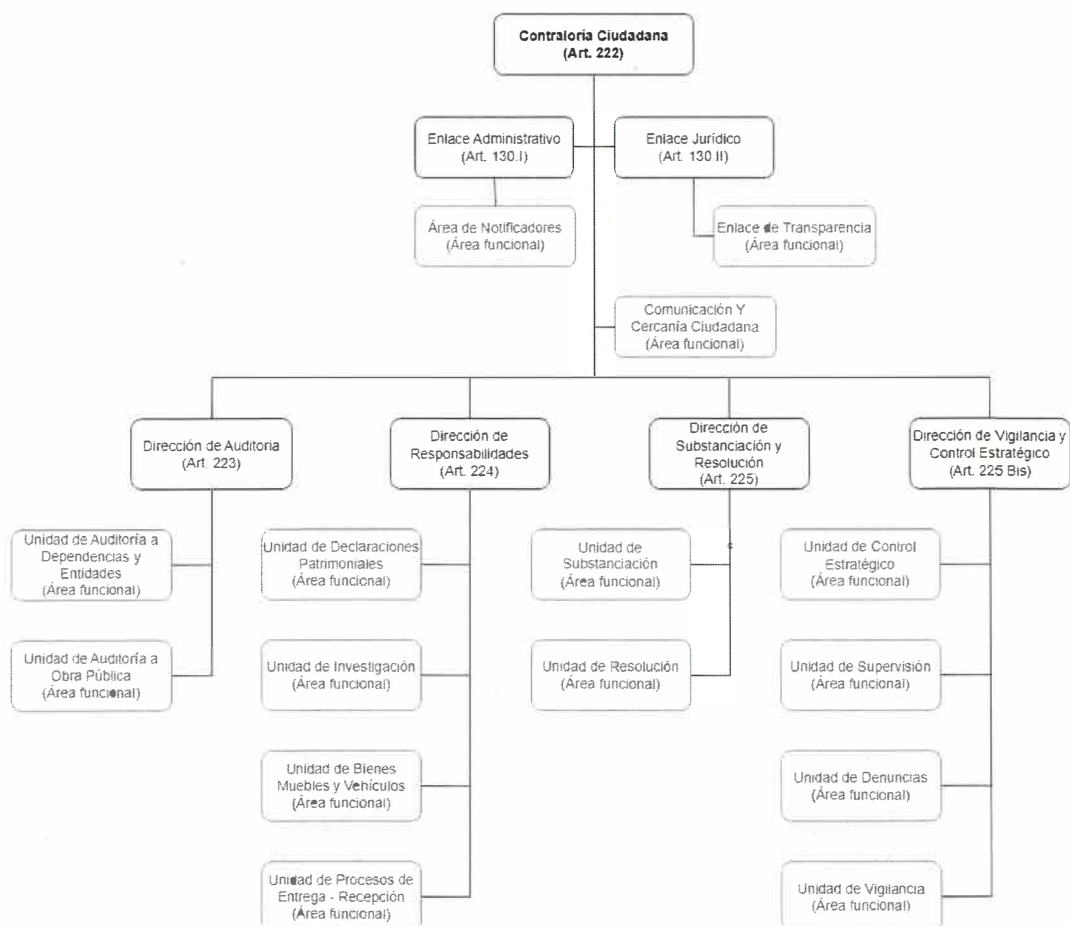 Contraloría Ciudadana
(Art. 222)
Enlace Administrativo
(Art. 130.I)
Enlace Jurídico
(Art. 130 II)
Área de Notificadores
(Área funcional)
Enlace de Transparencia
(Área funcional)
Comunicación Y
Cercanía Ciudadana
(Área funcional)
Dirección de Auditoria
(Art. 223)
Dirección de
Responsabilidades
(Art. 224)
Dirección de
Substanciación y
Resolución
(Art. 225)
Dirección de Vigilancia y
Control Estratégico
(Art. 225 Bis)
Unidad de Auditoría a
Dependencias y
Entidades
(Área funcional)
Unidad de Declaraciones
Patrimoniales
(Área funcional)
Unidad de
Substanciación
(Área funcional)
Unidad de Control
Estratégico
(Área funcional)
Unidad de Auditoría a
Obra Pública
(Área funcional)
Unidad de Investigación
(Área funcional)
Unidad de Resolución
(Área funcional)
Unidad de Supervisión
(Área funcional)
Unidad de Bienes
Muebles y Vehículos
(Área funcional)
Unidad de Denuncias
(Área funcional)
Unidad de Procesos de
Entrega - Recepción
(Área funcional)
Unidad de Vigilancia
(Área funcional)